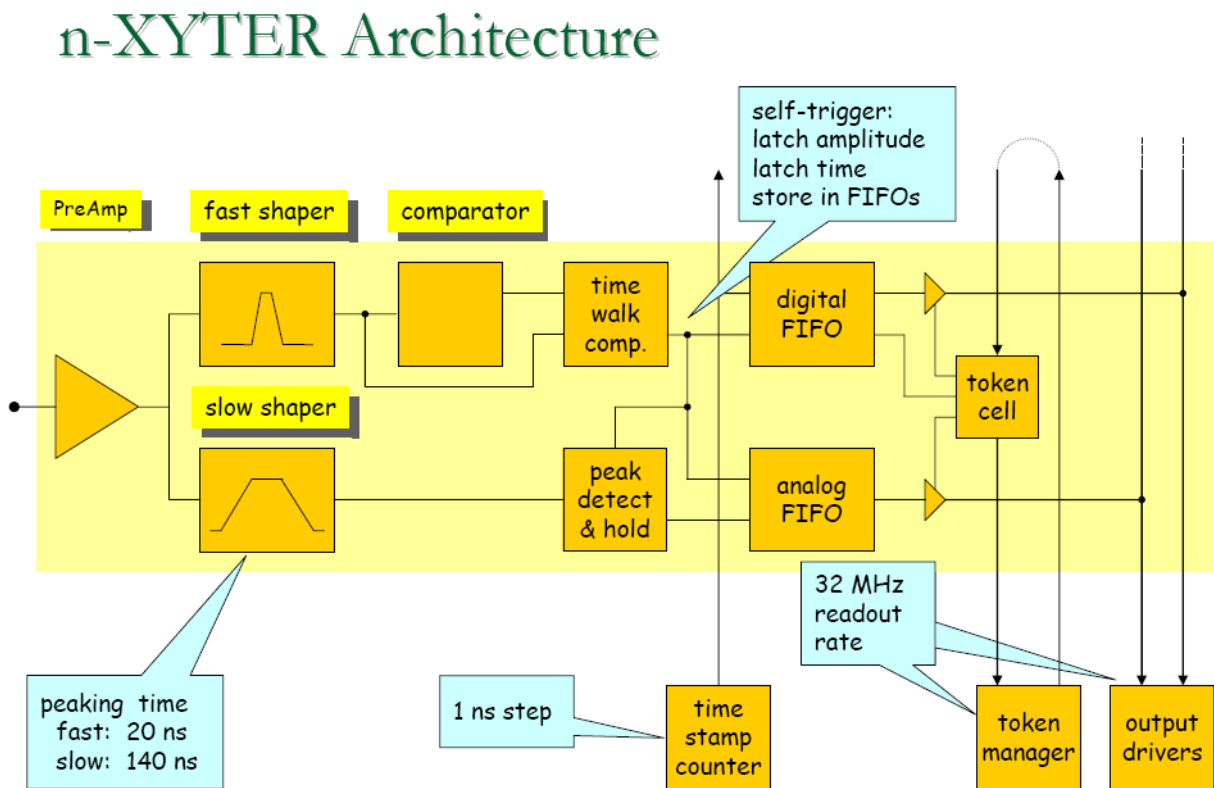 n-XYTER Architecture
self-trigger:
latch amplitude
latch time
store in FIFOs
PreAmp
fast shaper
comparator
time
walk
comp.
digital
FIFO
token
cell
slow shaper
peak
detect
& hold
analog
FIFO
32 MHz
readout
rate
peaking time
fast: 20 ns
slow: 140 ns
1 ns step
time
stamp
counter
token
manager
output
drivers